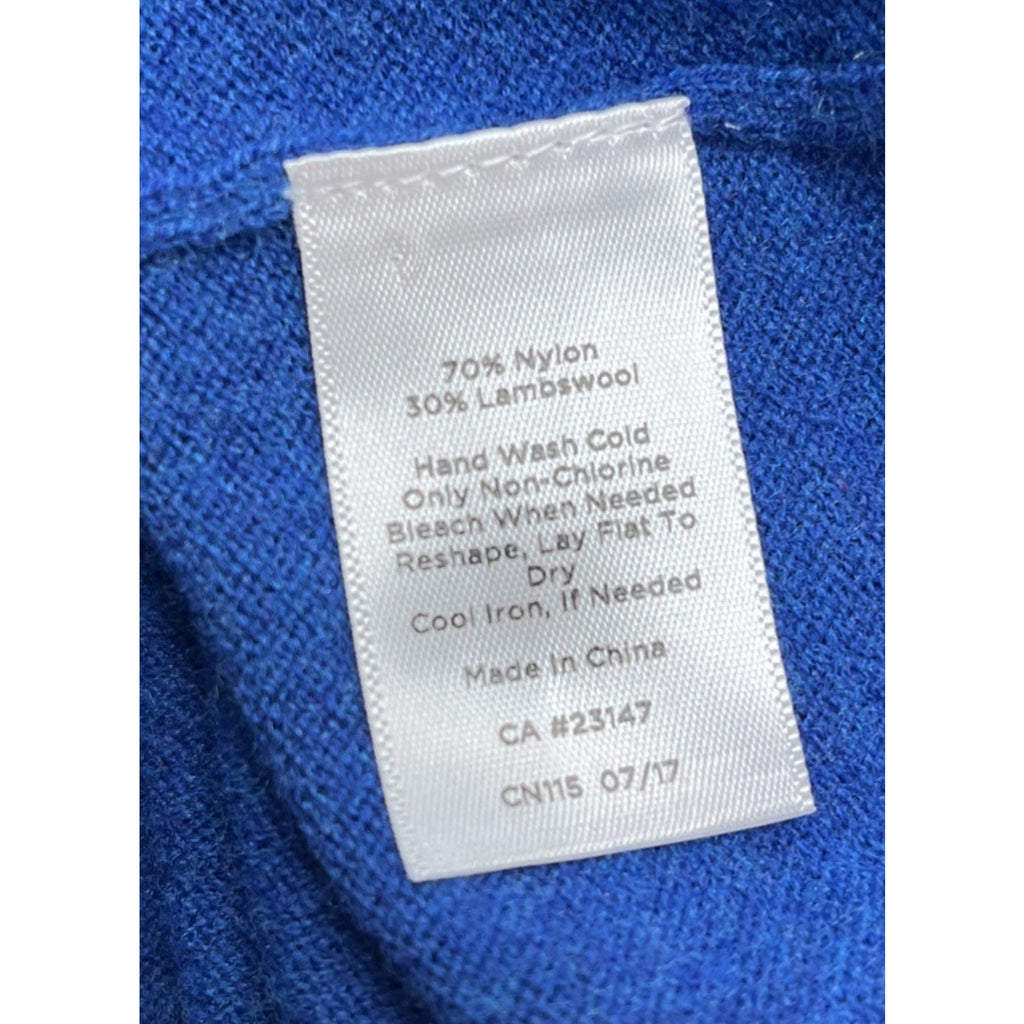 70% Nylon
30% Lambswool
Hand Wash Cold
Only Non-Chlorine
Bleach When Needed
Reshape, Lay Flat To
Dry
Cool Iron, If Needed
Made In China
CA #23147
CN115 07/17